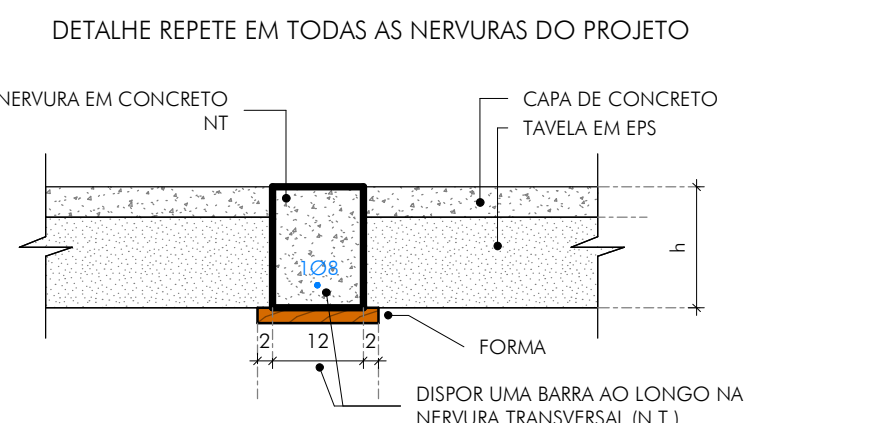 DETALHE REPETE EM TODAS AS NERVURAS DO PROJETO
NERVURA EM CONCRETO
NT
CAPA DE CONCRETO
TAVELA EM EPS
h
1Ø8
2 12 2
FORMA
DISPOR UMA BARRA AO LONGO NA
NERVURA TRANSVERSAL (N.T.)